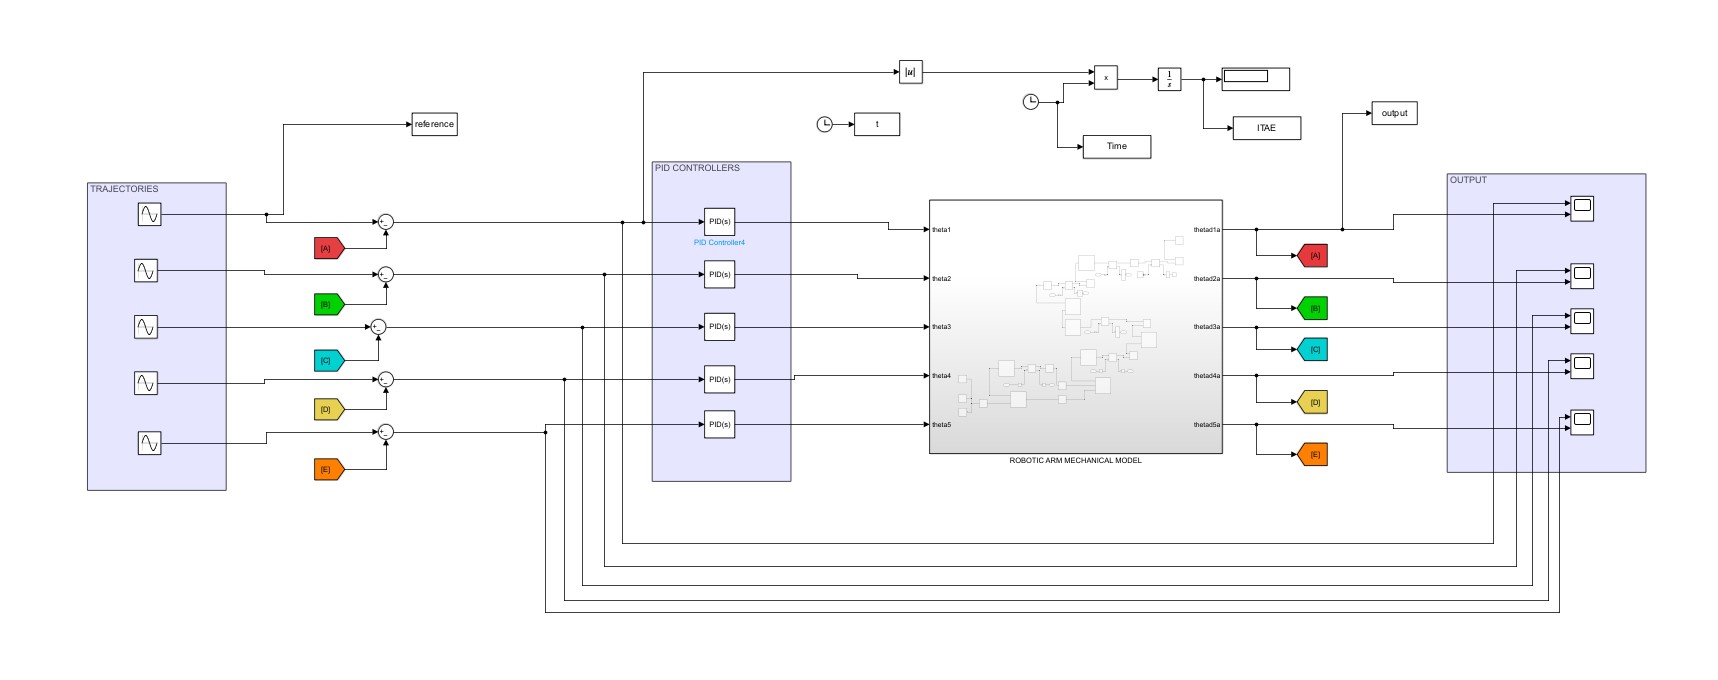 |u|
x
1
s
reference
t
output
ITAE
Time
PID CONTROLLERS
TRAJECTORIES
OUTPUT
PID(s)
PID Controller4
[A]
theta1
thetad1a
[A]
PID(s)
[B]
theta2
thetad2a
[B]
PID(s)
[C]
theta3
thetad3a
[C]
PID(s)
[D]
theta4
thetad4a
[D]
PID(s)
[E]
theta5
thetad5a
[E]
ROBOTIC ARM MECHANICAL MODEL